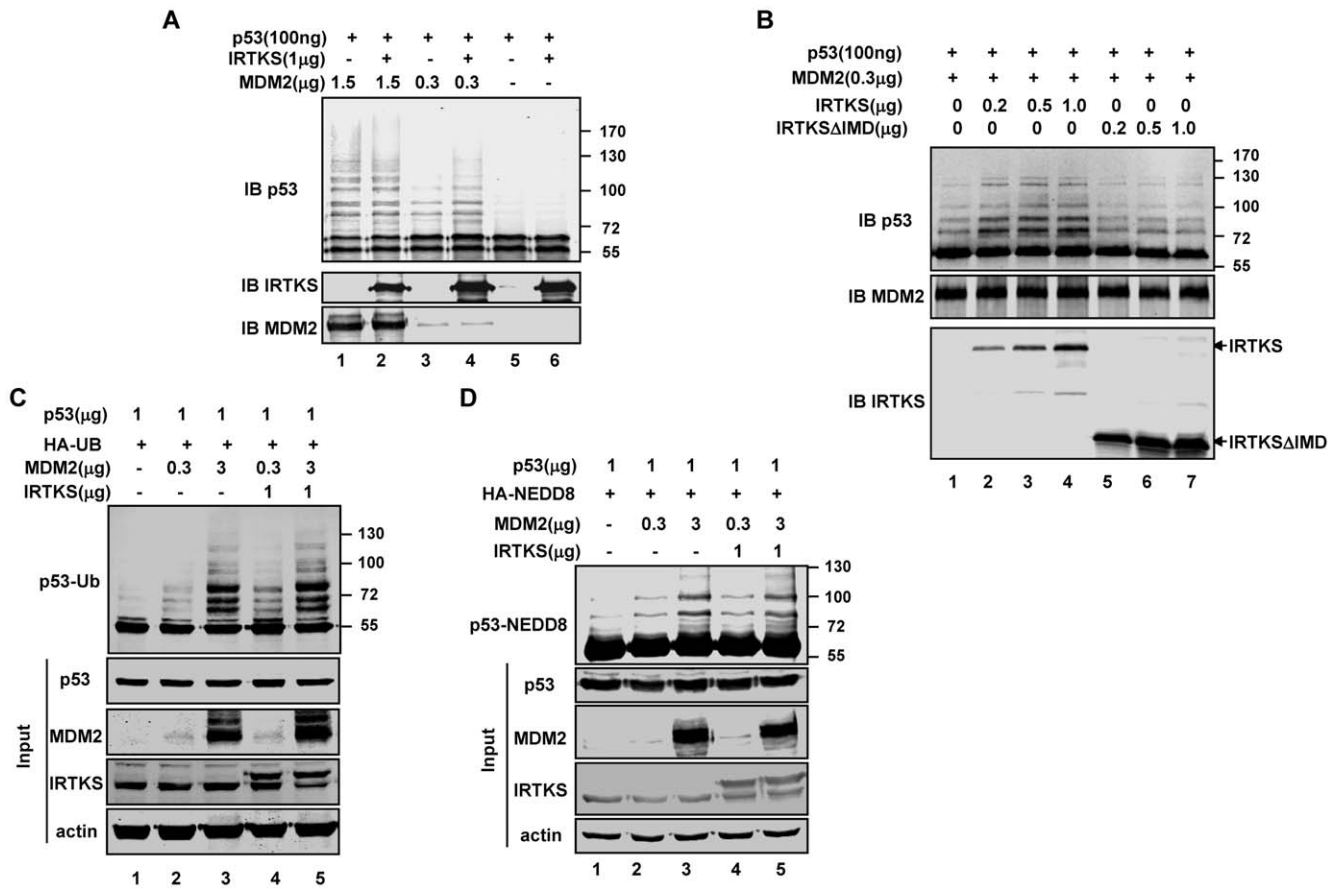 A
p53(100ng) + + + + + +
IRTKS(1μg) - + - + - +
MDM2(μg) 1.5 1.5 0.3 0.3 - -
170
130
IB p53
100
72
55
IB IRTKS
IB MDM2
1 2 3 4 5 6
B
p53(100ng) + + + + + + +
MDM2(0.3μg) + + + + + + +
IRTKS(μg) 0 0.2 0.5 1.0 0 0 0
IRTKSΔIMD(μg) 0 0 0 0 0.2 0.5 1.0
170
130
100
IB p53
72
55
IB MDM2
IRTKS
IB IRTKS
IRTKSΔIMD
1 2 3 4 5 6 7
C
p53(μg) 1 1 1 1 1
HA-UB + + + + +
MDM2(μg) - 0.3 3 0.3 3
IRTKS(μg) - - - 1 1
130
100
p53-Ub
72
55
Input
p53
MDM2
IRTKS
actin
1 2 3 4 5
D
p53(μg) 1 1 1 1 1
HA-NEDD8 + + + + +
MDM2(μg) - 0.3 3 0.3 3
IRTKS(μg) - - - 1 1
130
100
p53-NEDD8
72
55
Input
p53
MDM2
IRTKS
actin
1 2 3 4 5